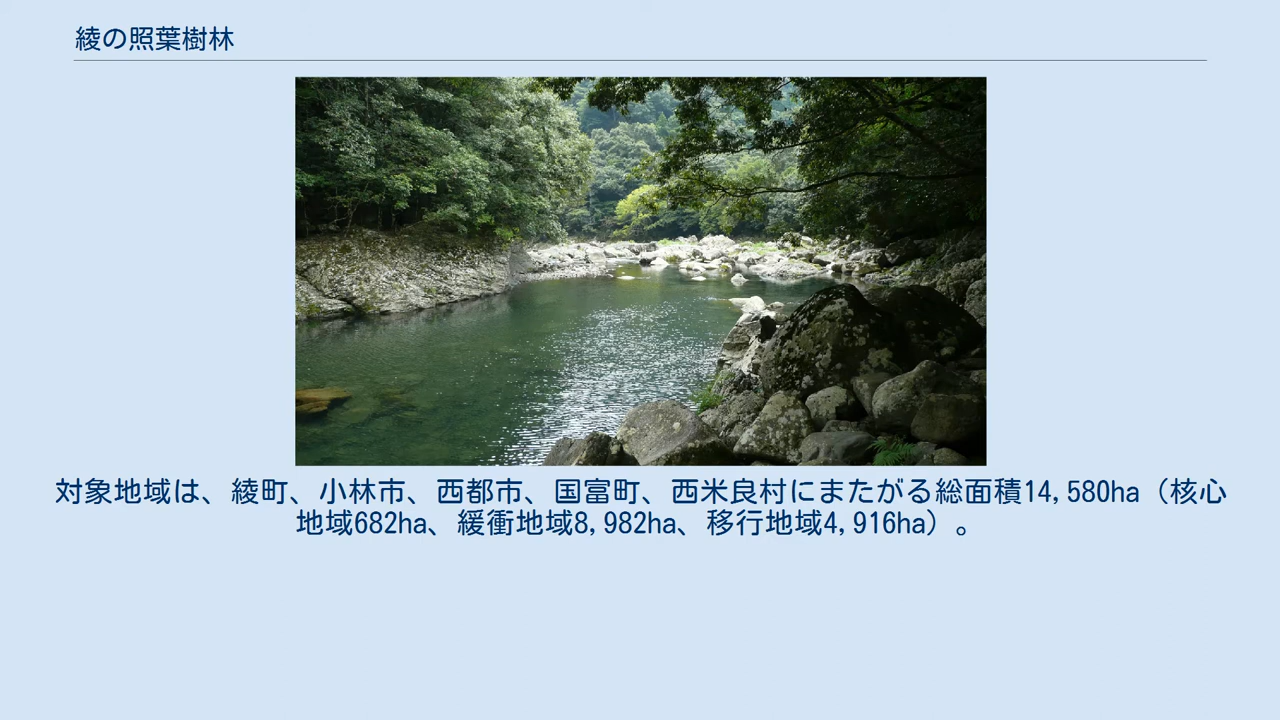 綾の照葉樹林
対象地域は、綾町、小林市、西都市、国富町、西米良村にまたがる総面積14,580ha（核心
地域682ha、緩衝地域8,982ha、移行地域4,916ha）。